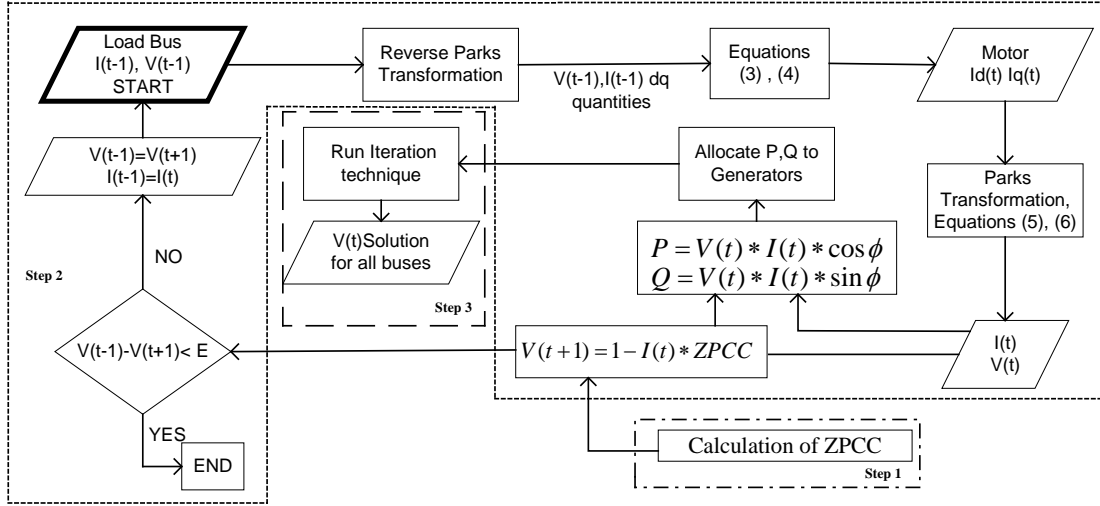 Load Bus
I(t-1), V(t-1)
START
Reverse Parks
Transformation
V(t-1),I(t-1) dq
quantities
Equations
(3) , (4)
Motor
Id(t) Iq(t)
V(t-1)=V(t+1)
I(t-1)=I(t)
Run Iteration
technique
Allocate P,Q to
Generators
Parks
Transformation,
Equations (5), (6)
V(t)Solution
for all buses
P = V(t) * I(t) * cos ϕ
Q = V(t) * I(t) * sin ϕ
NO
Step 2
Step 3
V(t-1)-V(t+1)< E
V(t+1) = 1 − I(t) * ZPCC
I(t)
V(t)
YES
END
Calculation of ZPCC
Step 1